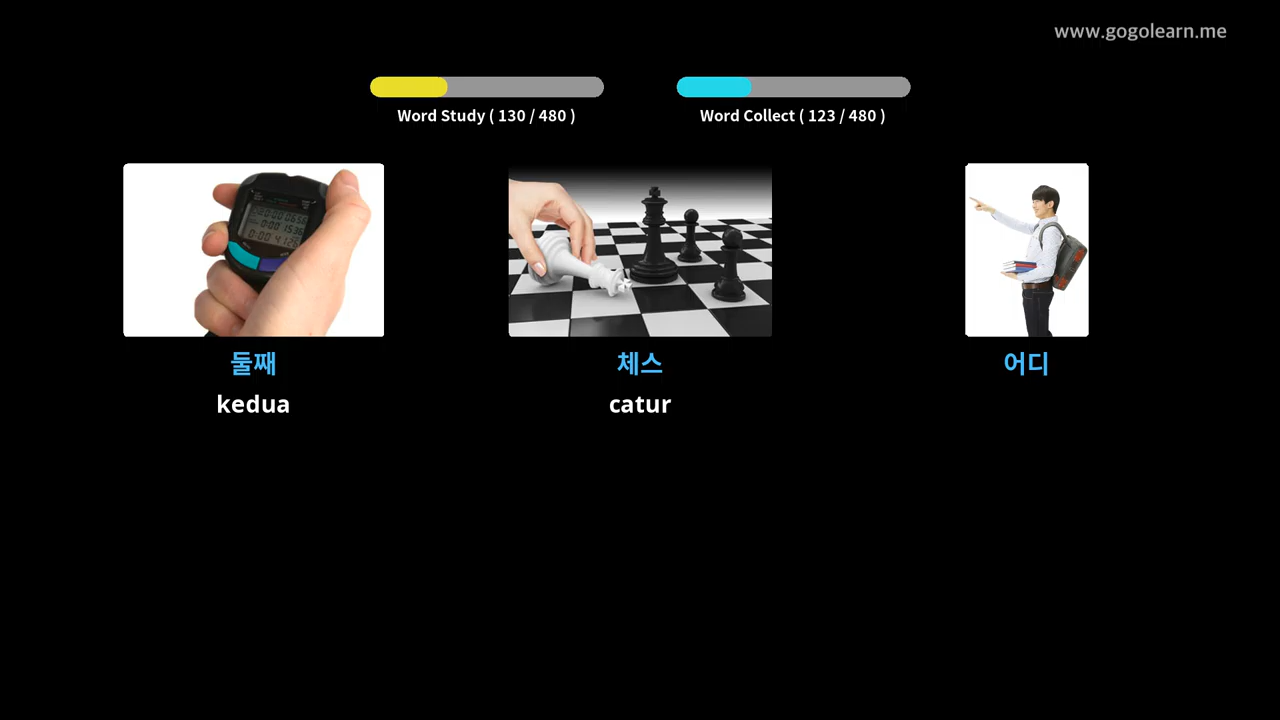 www.gogolearn.me
Word Study ( 130 / 480 )
Word Collect ( 123 / 480 )
둘째
체스
어디
kedua
catur